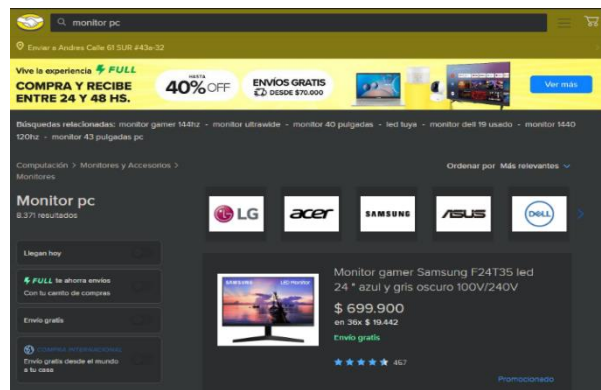 monitor pc
Enviar a Andres Calle 61 SUR #43a-32
Vive la experiencia FULL
COMPRA Y RECIBE
ENTRE 24 Y 48 HS.
HASTA
40% OFF
ENVÍOS GRATIS
DESDE $70.000
Ver más
Búsquedas relacionadas: monitor gamer 144hz - monitor ultrawide - monitor 40 pulgadas - led tuya - monitor dell 19 usado - monitor 1440
120hz - monitor 43 pulgadas pc
Computación > Monitores y Accesorios >
Monitores
Ordenar por Más relevantes
Monitor pc
8.371 resultados
LG
acer
SAMSUNG
ASUS
DELL
Llegan hoy
FULL te ahorra envíos
Con tu carrito de compras
Envío gratis
COMPRA INTERNACIONAL
Envío gratis desde el mundo
a tu casa
SAMSUNG
LED Monitor
Monitor gamer Samsung F24T35 led
24 " azul y gris oscuro 100V/240V
$ 699.900
en 36x $ 19.442
Envío gratis
467
Promocionado